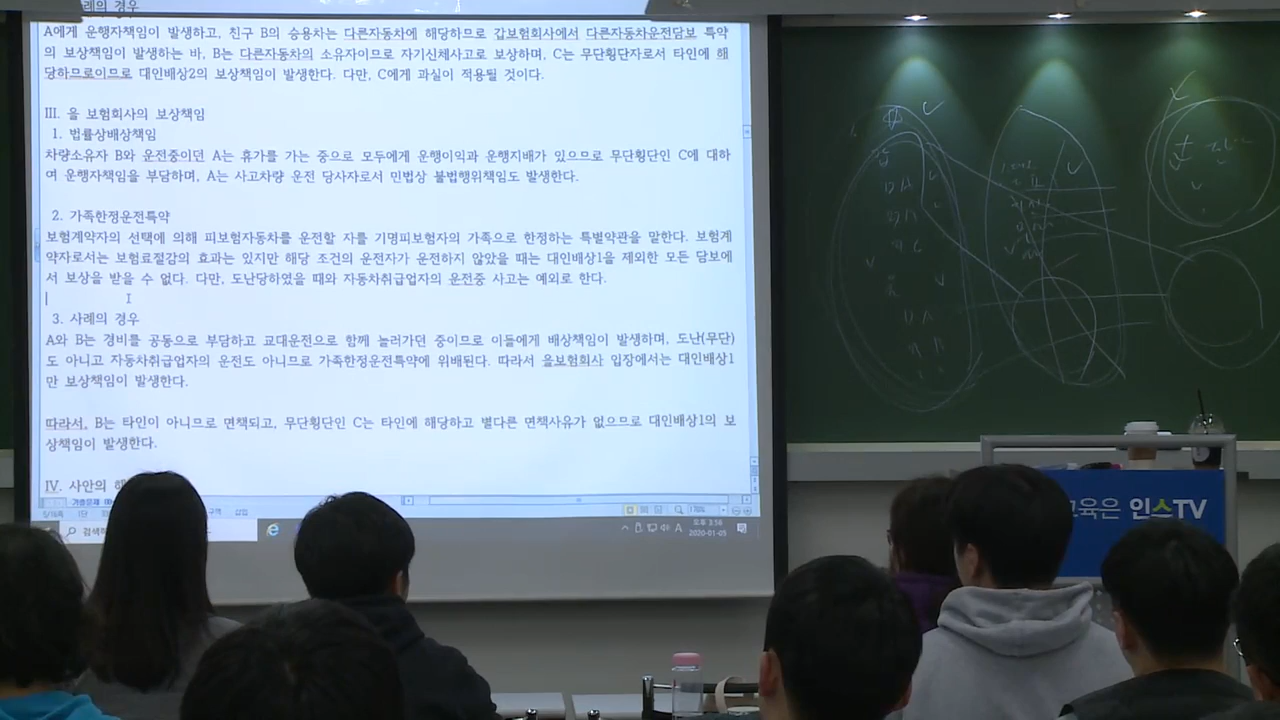 례의 경우
A에게 운행자책임이 발생하고, 친구 B의 승용차는 다른자동차에 해당하므로 갑보험회사에서 다른자동차운전담보 특약
의 보상책임이 발생하는 바, B는 다른자동차의 소유자이므로 자기신체사고로 보상하며, C는 무단횡단자로서 타인에 해
당하므로이므로 대인배상2의 보상책임이 발생한다. 다만, C에게 과실이 적용될 것이다.
III. 을 보험회사의 보상책임
1. 법률상배상책임
차량소유자 B와 운전중이던 A는 휴가를 가는 중으로 모두에게 운행이익과 운행지배가 있으므로 무단횡단인 C에 대하
여 운행자책임을 부담하며, A는 사고차량 운전 당사자로서 민법상 불법행위책임도 발생한다.
2. 가족한정운전특약
보험계약자의 선택에 의해 피보험자동차를 운전할 자를 기명피보험자의 가족으로 한정하는 특별약관을 말한다. 보험계
약자로서는 보험료절감의 효과는 있지만 해당 조건의 운전자가 운전하지 않았을 때는 대인배상1을 제외한 모든 담보에
서 보상을 받을 수 없다. 다만, 도난당하였을 때와 자동차취급업자의 운전중 사고는 예외로 한다.
3. 사례의 경우
A와 B는 경비를 공동으로 부담하고 교대운전으로 함께 놀러가던 중이므로 이들에게 배상책임이 발생하며, 도난(무단)
도 아니고 자동차취급업자의 운전도 아니므로 가족한정운전특약에 위배된다. 따라서 을보험회사 입장에서는 대인배상1
만 보상책임이 발생한다.
따라서, B는 타인이 아니므로 면책되고, 무단횡단인 C는 타인에 해당하고 별다른 면책사유가 없으므로 대인배상1의 보
상책임이 발생한다.
IV. 사안의 해
구역 삽입
170%
검색하
A 오후 3:56
2020-01-05
교육은 인스TV